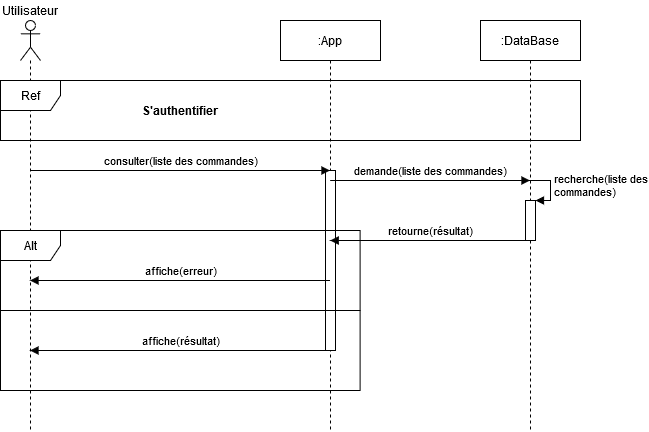 Utilisateur
:App
:DataBase
Ref
S'authentifier
consulter(liste des commandes)
demande(liste des commandes)
recherche(liste des
commandes)
retourne(résultat)
Alt
affiche(erreur)
affiche(résultat)